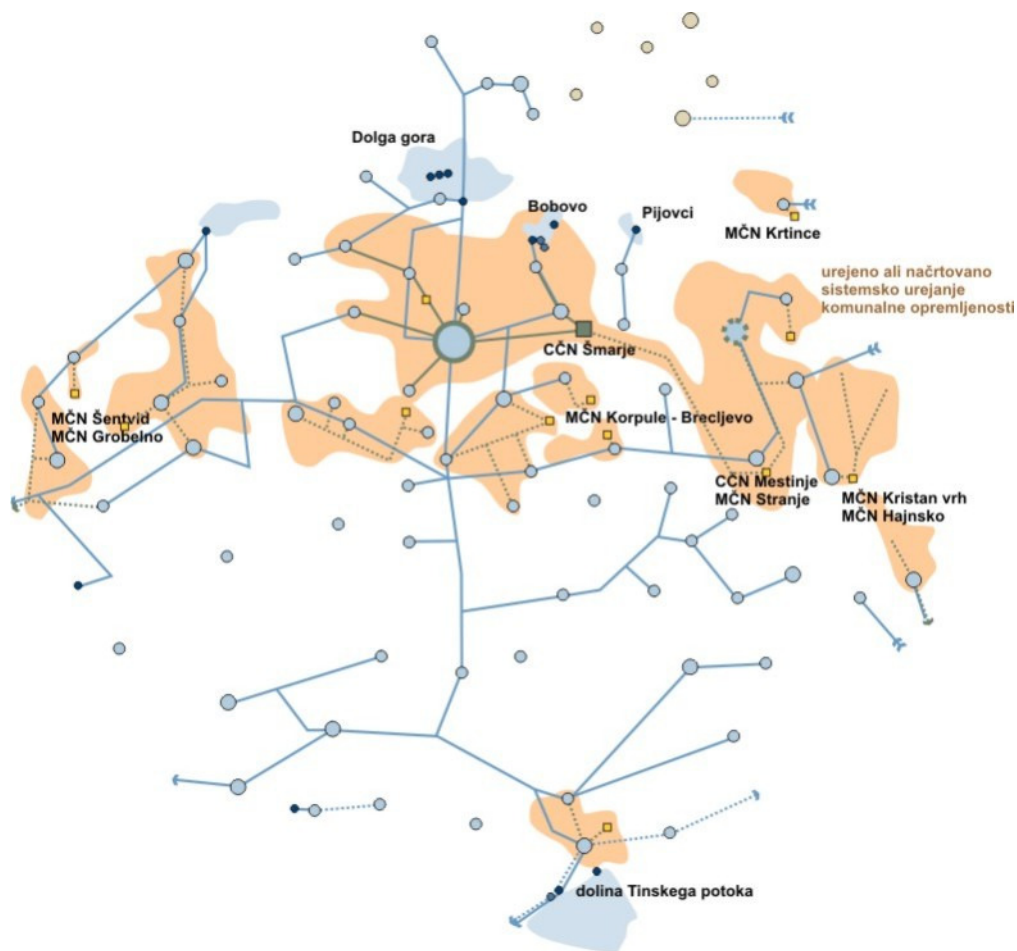 Dolga gora
Bobovo
Pijovci
MČN Krtince
urejeno ali načrtovano
sistemsko urejanje
komunalne opremljenosti
CČN Šmarje
MČN Šentvid
MČN Grobelno
MČN Korpule - Brecljevo
CČN Mestinje
MČN Stranje
MČN Kristan vrh
MČN Hajnsko
dolina Tinskega potoka